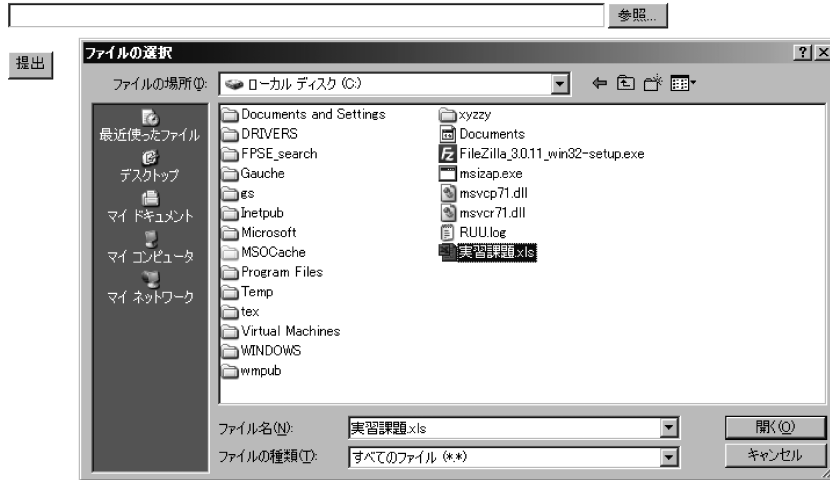 参照...
提出
ファイルの選択
ファイルの場所(I):
ローカル ディスク (C:)
最近使ったファイル
デスクトップ
マイ ドキュメント
マイ コンピュータ
マイ ネットワーク
Documents and Settings
DRIVERS
FPSE_search
Gauche
gs
Inetpub
Microsoft
MSOCache
Program Files
Temp
tex
Virtual Machines
WINDOWS
wmpub
xyzzy
Documents
FileZilla_3.0.11_win32-setup.exe
msizap.exe
msvcp71.dll
msvcr71.dll
RUU.log
実習課題.xls
ファイル名(N):
実習課題.xls
開く(O)
ファイルの種類(T):
すべてのファイル (*.*)
キャンセル